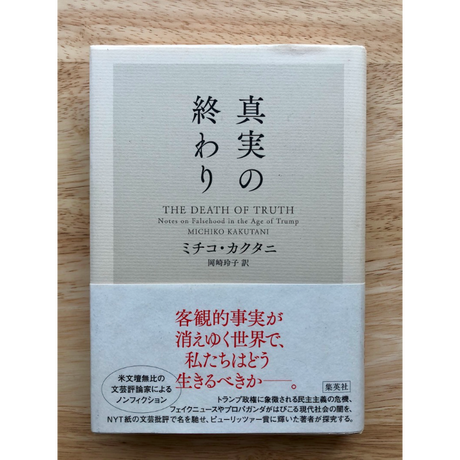 真実の
終わり
THE DEATH OF TRUTH
Notes on Falsehood in the Age of Trump
MICHIKO KAKUTANI
ミチコ・カクタニ
岡崎玲子 訳
客観的事実が
消えゆく世界で、
私たちはどう
生きるべきか——。
米文壇無比の
文芸評論家による
ノンフィクション
集英社
トランプ政権に象徴される民主主義の危機、
フェイクニュースやプロパガンダがはびこる現代社会の闇を、
NYT紙の文芸批評で名を馳せ、ピューリッツァー賞に輝いた著者が探究する。